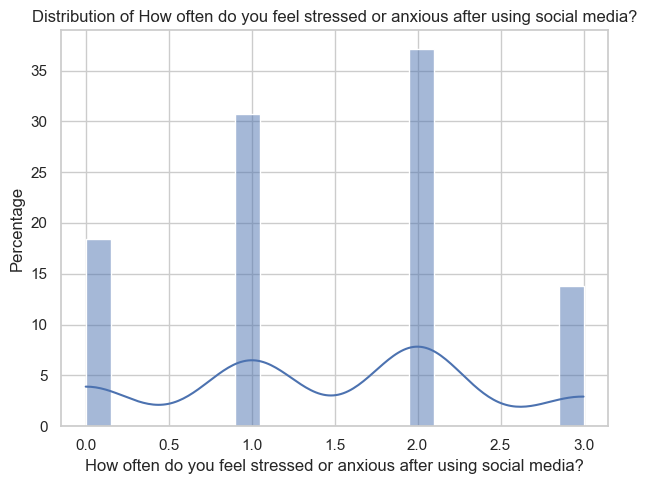 Distribution of How often do you feel stressed or anxious after using social media?
35
30
25
20
15
10
5
0
Percentage
0.0 0.5 1.0 1.5 2.0 2.5 3.0
How often do you feel stressed or anxious after using social media?